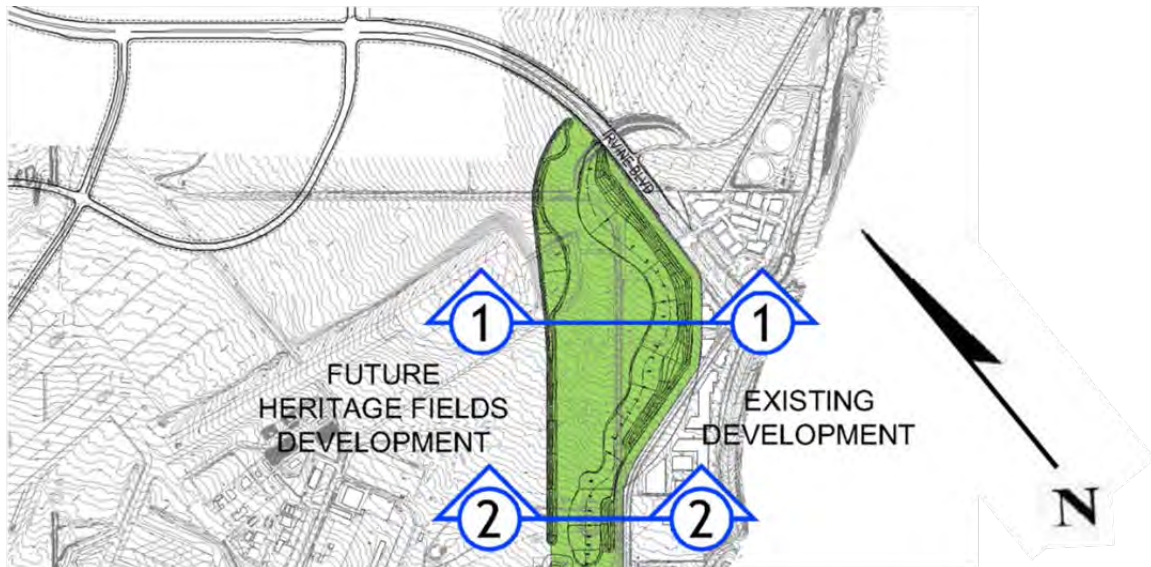 IRVINE BLVD
1
1
FUTURE
HERITAGE FIELDS
DEVELOPMENT
EXISTING
DEVELOPMENT
2
2
N